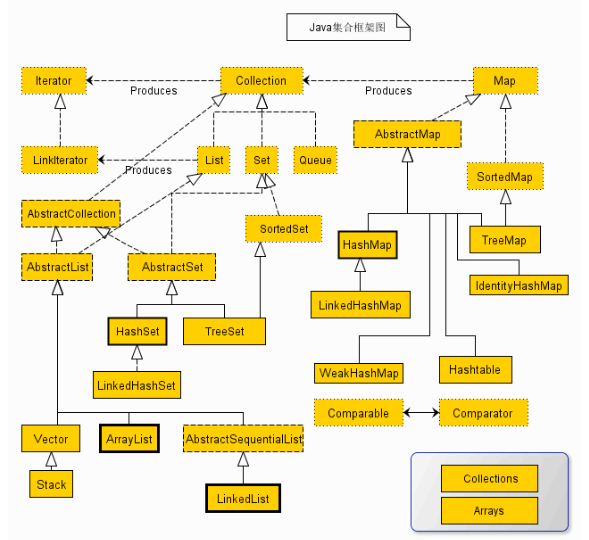 Java集合框架图
Iterator
Collection
Map
Produces
Produces
AbstractMap
LinkIterator
List
Set
Queue
Produces
SortedMap
AbstractCollection
SortedSet
HashMap
TreeMap
AbstractList
AbstractSet
IdentityHashMap
LinkedHashMap
HashSet
TreeSet
WeakHashMap
Hashtable
LinkedHashSet
Comparable
Comparator
Vector
ArrayList
AbstractSequentialList
Stack
LinkedList
Collections
Arrays